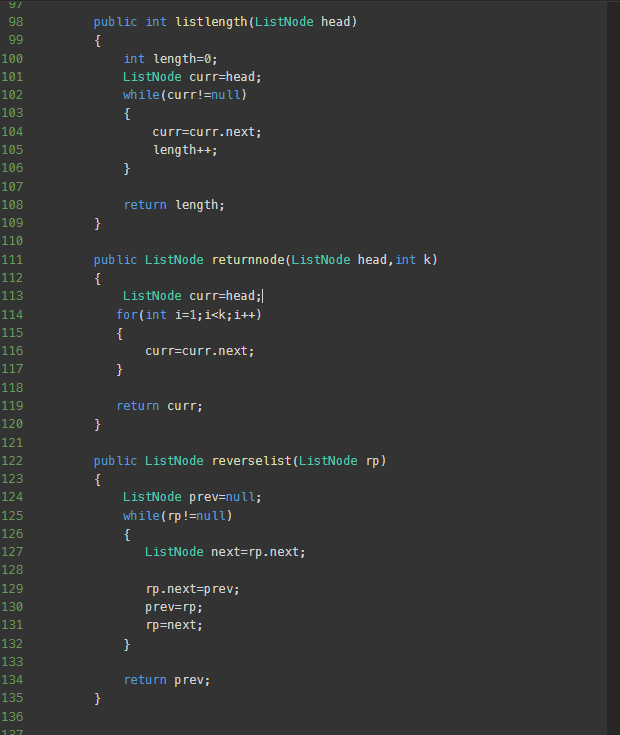 97
98 public int listlength(ListNode head)
99 {
100 int length=0;
101 ListNode curr=head;
102 while(curr!=null)
103 {
104 curr=curr.next;
105 length++;
106 }
107
108 return length;
109 }
110
111 public ListNode returnnode(ListNode head,int k)
112 {
113 ListNode curr=head;
114 for(int i=1;i<k;i++)
115 {
116 curr=curr.next;
117 }
118
119 return curr;
120 }
121
122 public ListNode reverselist(ListNode rp)
123 {
124 ListNode prev=null;
125 while(rp!=null)
126 {
127 ListNode next=rp.next;
128
129 rp.next=prev;
130 prev=rp;
131 rp=next;
132 }
133
134 return prev;
135 }
136
137